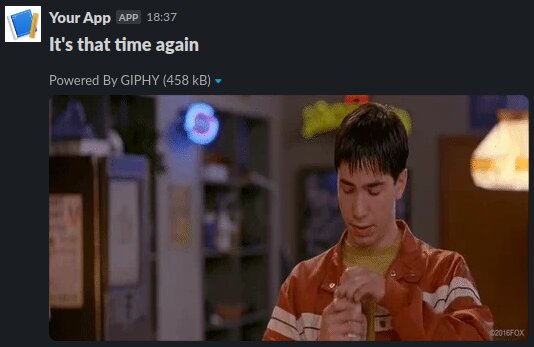 Your App APP 18:37
It's that time again
Powered By GIPHY (458 kB)
©2016FOX